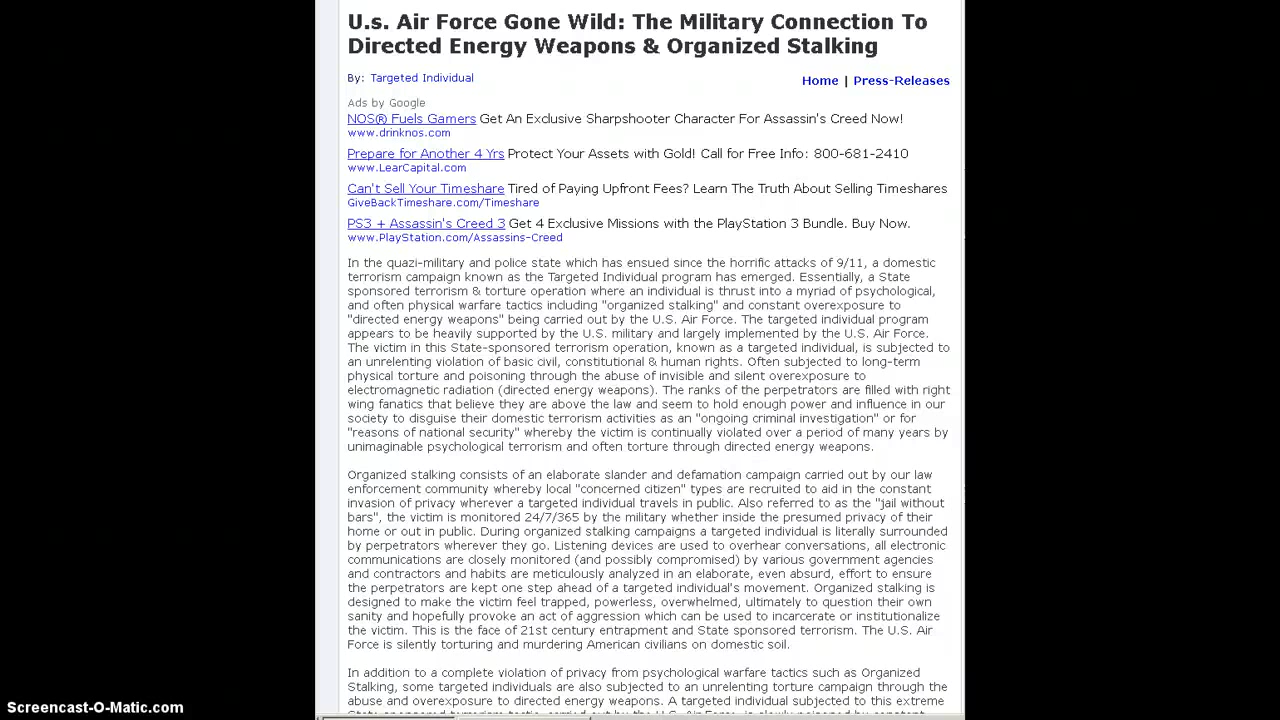 U.s. Air Force Gone Wild: The Military Connection To
Directed Energy Weapons & Organized Stalking
By: Targeted Individual
Home | Press-Releases
Ads by Google
NOS® Fuels Gamers Get An Exclusive Sharpshooter Character For Assassin's Creed Now!
www.drinknos.com
Prepare for Another 4 Yrs Protect Your Assets with Gold! Call for Free Info: 800-681-2410
www.LearCapital.com
Can't Sell Your Timeshare Tired of Paying Upfront Fees? Learn The Truth About Selling Timeshares
GiveBackTimeshare.com/Timeshare
PS3 + Assassin's Creed 3 Get 4 Exclusive Missions with the PlayStation 3 Bundle. Buy Now.
www.PlayStation.com/Assassins-Creed
In the quazi-military and police state which has ensued since the horrific attacks of 9/11, a domestic
terrorism campaign known as the Targeted Individual program has emerged. Essentially, a State
sponsored terrorism & torture operation where an individual is thrust into a myriad of psychological,
and often physical warfare tactics including "organized stalking" and constant overexposure to
"directed energy weapons" being carried out by the U.S. Air Force. The targeted individual program
appears to be heavily supported by the U.S. military and largely implemented by the U.S. Air Force.
The victim in this State-sponsored terrorism operation, known as a targeted individual, is subjected to
an unrelenting violation of basic civil, constitutional & human rights. Often subjected to long-term
physical torture and poisoning through the abuse of invisible and silent overexposure to
electromagnetic radiation (directed energy weapons). The ranks of the perpetrators are filled with right
wing fanatics that believe they are above the law and seem to hold enough power and influence in our
society to disguise their domestic terrorism activities as an "ongoing criminal investigation" or for
"reasons of national security" whereby the victim is continually violated over a period of many years by
unimaginable psychological terrorism and often torture through directed energy weapons.
Organized stalking consists of an elaborate slander and defamation campaign carried out by our law
enforcement community whereby local "concerned citizen" types are recruited to aid in the constant
invasion of privacy wherever a targeted individual travels in public. Also referred to as the "jail without
bars", the victim is monitored 24/7/365 by the military whether inside the presumed privacy of their
home or out in public. During organized stalking campaigns a targeted individual is literally surrounded
by perpetrators wherever they go. Listening devices are used to overhear conversations, all electronic
communications are closely monitored (and possibly compromised) by various government agencies
and contractors and habits are meticulously analyzed in an elaborate, even absurd, effort to ensure
the perpetrators are kept one step ahead of a targeted individual's movement. Organized stalking is
designed to make the victim feel trapped, powerless, overwhelmed, ultimately to question their own
sanity and hopefully provoke an act of aggression which can be used to incarcerate or institutionalize
the victim. This is the face of 21st century entrapment and State sponsored terrorism. The U.S. Air
Force is silently torturing and murdering American civilians on domestic soil.
In addition to a complete violation of privacy from psychological warfare tactics such as Organized
Stalking, some targeted individuals are also subjected to an unrelenting torture campaign through the
abuse and overexposure to directed energy weapons. A targeted individual subjected to this extreme
Screencast-O-Matic.com